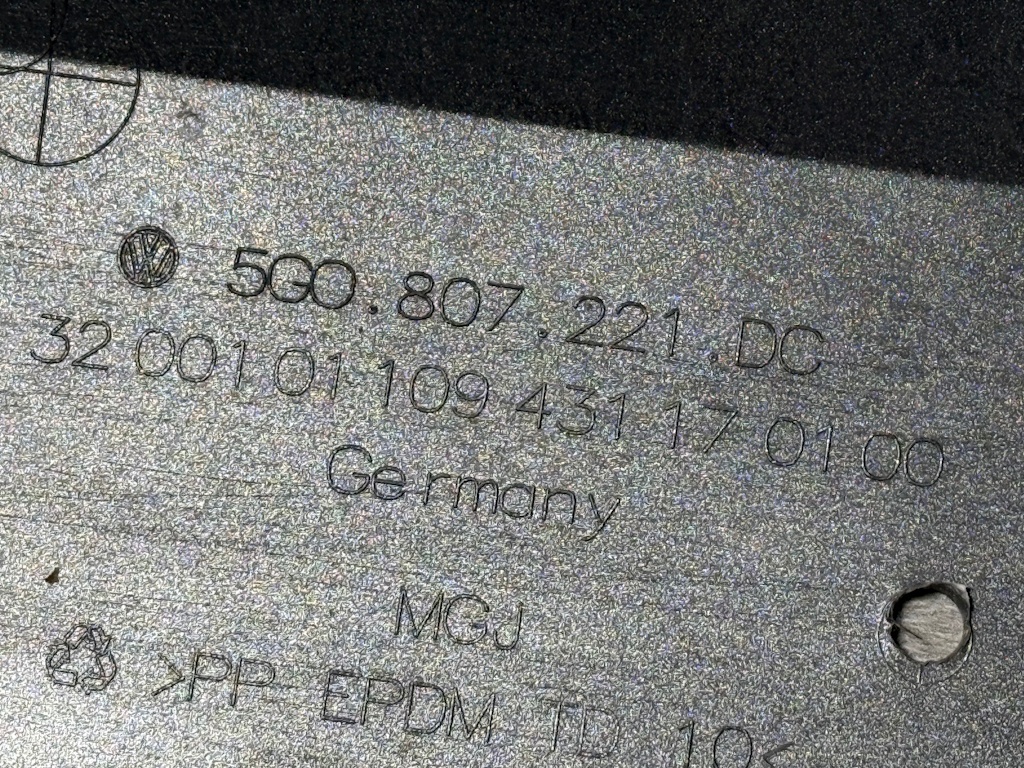 5G0.807.221.DC
32 001 01 109 431 17 01 00
Germany
MGJ
>PP EPDM TD 10<